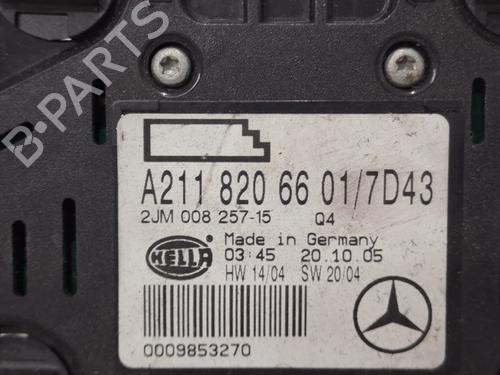 A211 820 66 01/7D43
2JM 008 257-15 Q4
Made in Germany
03:45 20.10.05
HELLA
HW 14/04 SW 20/04
0009853270
B-PARTS